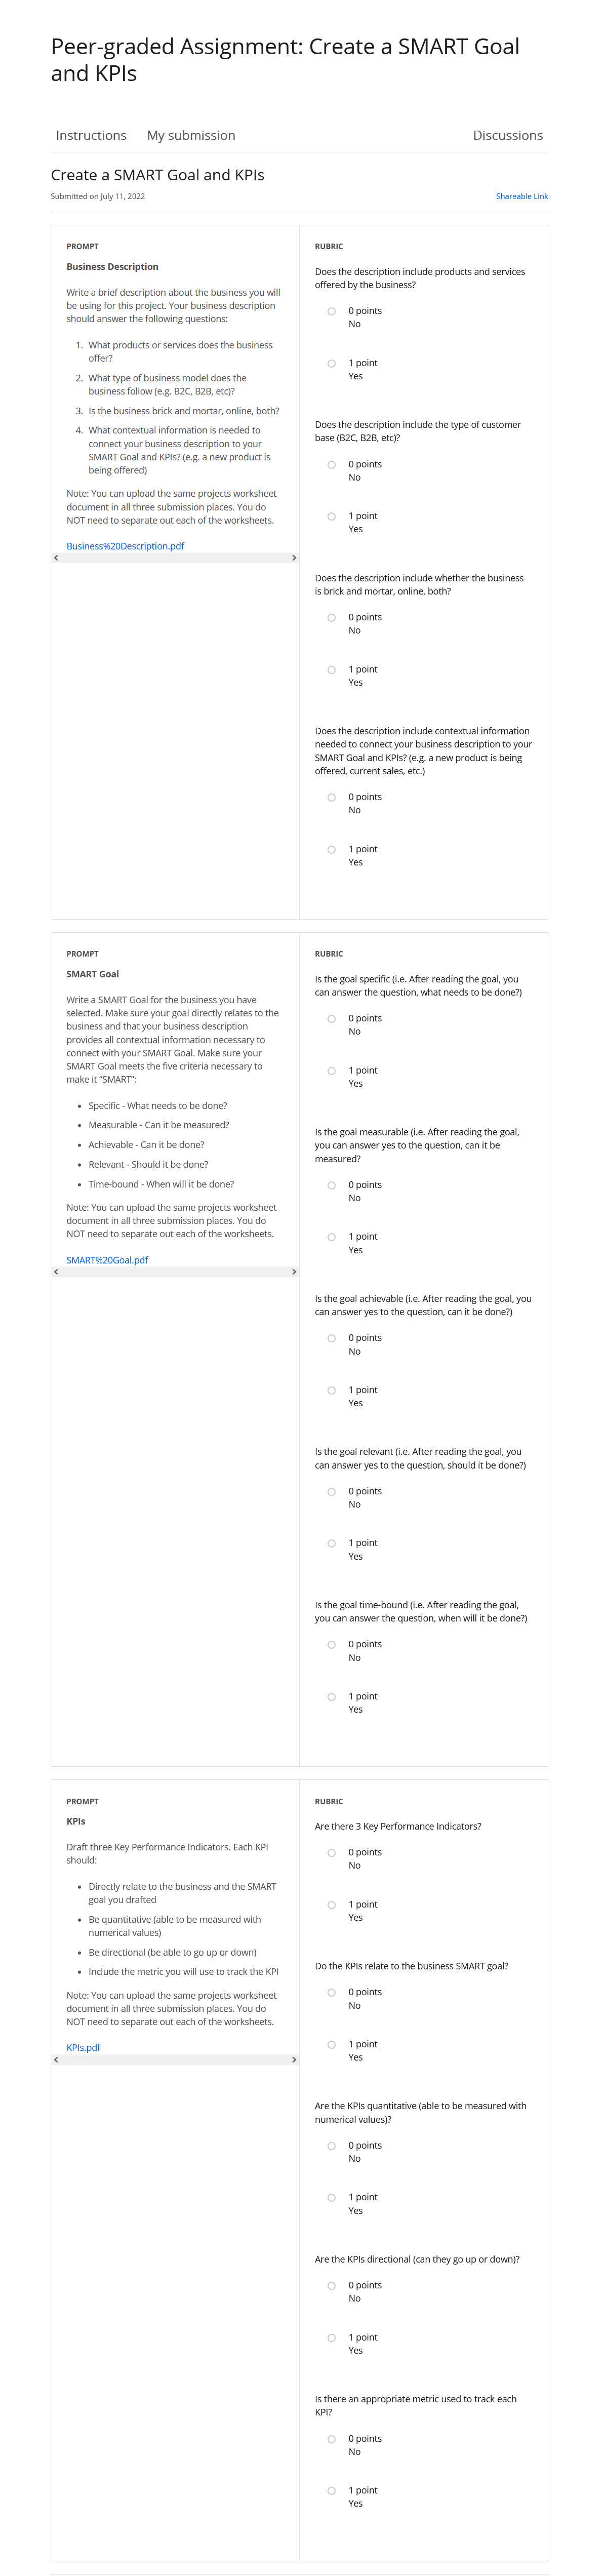 Peer-graded Assignment: Create a SMART Goal
and KPIs
Instructions
My submission
Discussions
Create a SMART Goal and KPIs
Submitted on July 11, 2022
Shareable Link
PROMPT
Business Description
Write a brief description about the business you will
be using for this project. Your business description
should answer the following questions:
1. What products or services does the business
offer?
2. What type of business model does the
business follow (e.g. B2C, B2B, etc)?
3. Is the business brick and mortar, online, both?
4. What contextual information is needed to
connect your business description to your
SMART Goal and KPIs? (e.g. a new product is
being offered)
Note: You can upload the same projects worksheet
document in all three submission places. You do
NOT need to separate out each of the worksheets.
Business%20Description.pdf
RUBRIC
Does the description include products and services
offered by the business?
0 points
No
1 point
Yes
Does the description include the type of customer
base (B2C, B2B, etc)?
0 points
No
1 point
Yes
Does the description include whether the business
is brick and mortar, online, both?
0 points
No
1 point
Yes
Does the description include contextual information
needed to connect your business description to your
SMART Goal and KPIs? (e.g. a new product is being
offered, current sales, etc.)
0 points
No
1 point
Yes
PROMPT
SMART Goal
Write a SMART Goal for the business you have
selected. Make sure your goal directly relates to the
business and that your business description
provides all contextual information necessary to
connect with your SMART Goal. Make sure your
SMART Goal meets the five criteria necessary to
make it “SMART”:
• Specific - What needs to be done?
• Measurable - Can it be measured?
• Achievable - Can it be done?
• Relevant - Should it be done?
• Time-bound - When will it be done?
Note: You can upload the same projects worksheet
document in all three submission places. You do
NOT need to separate out each of the worksheets.
SMART%20Goal.pdf
RUBRIC
Is the goal specific (i.e. After reading the goal, you
can answer the question, what needs to be done?)
0 points
No
1 point
Yes
Is the goal measurable (i.e. After reading the goal,
you can answer yes to the question, can it be
measured?
0 points
No
1 point
Yes
Is the goal achievable (i.e. After reading the goal, you
can answer yes to the question, can it be done?)
0 points
No
1 point
Yes
Is the goal relevant (i.e. After reading the goal, you
can answer yes to the question, should it be done?)
0 points
No
1 point
Yes
Is the goal time-bound (i.e. After reading the goal,
you can answer the question, when will it be done?)
0 points
No
1 point
Yes
PROMPT
KPIs
Draft three Key Performance Indicators. Each KPI
should:
• Directly relate to the business and the SMART
goal you drafted
• Be quantitative (able to be measured with
numerical values)
• Be directional (be able to go up or down)
• Include the metric you will use to track the KPI
Note: You can upload the same projects worksheet
document in all three submission places. You do
NOT need to separate out each of the worksheets.
KPIs.pdf
RUBRIC
Are there 3 Key Performance Indicators?
0 points
No
1 point
Yes
Do the KPIs relate to the business SMART goal?
0 points
No
1 point
Yes
Are the KPIs quantitative (able to be measured with
numerical values)?
0 points
No
1 point
Yes
Are the KPIs directional (can they go up or down)?
0 points
No
1 point
Yes
Is there an appropriate metric used to track each
KPI?
0 points
No
1 point
Yes